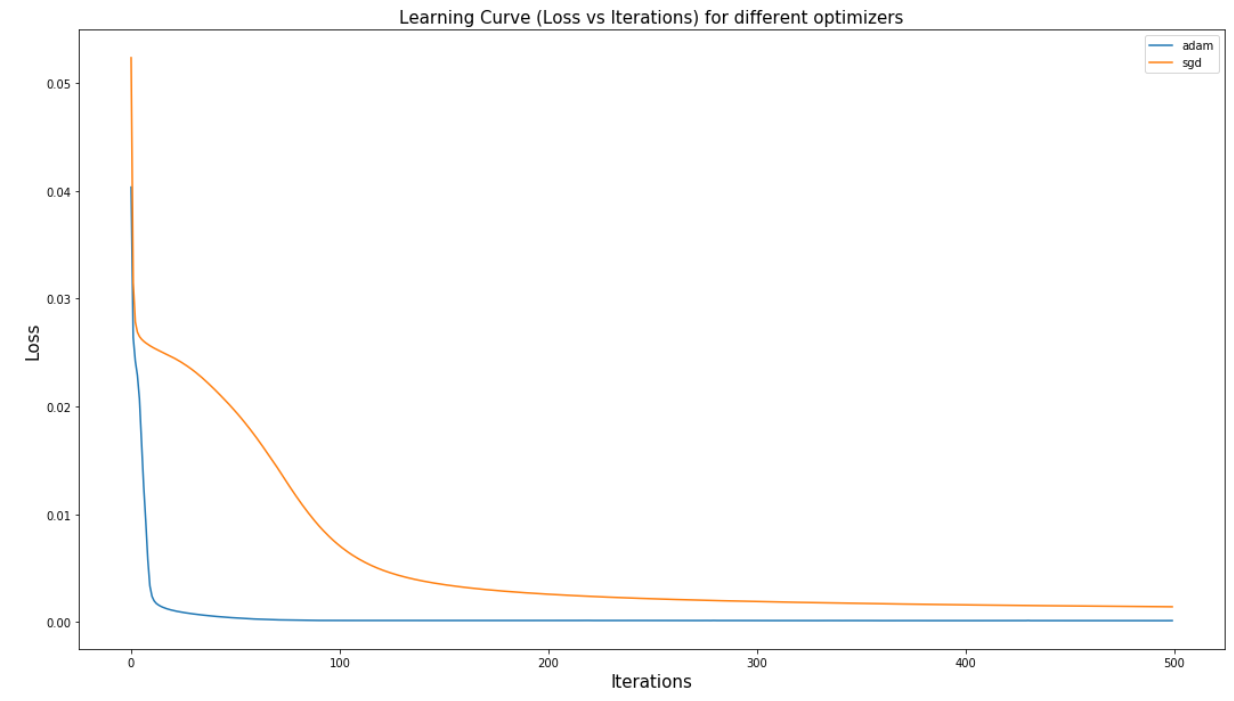 Learning Curve (Loss vs Iterations) for different optimizers
adam
sgd
0.05
0.04
0.03
0.02
0.01
0.00
Loss
0 100 200 300 400 500
Iterations